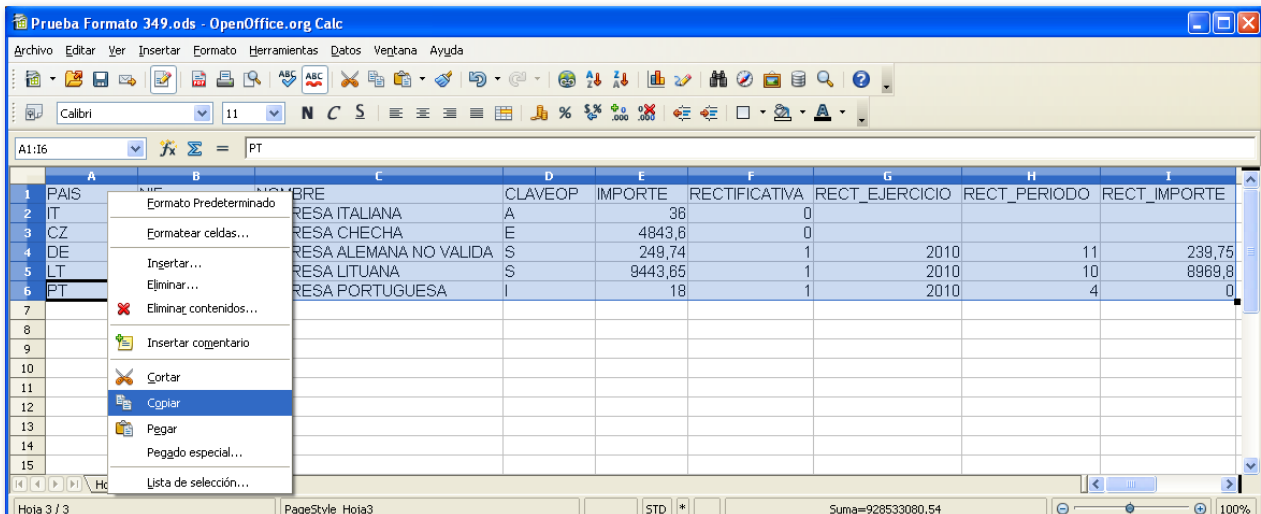 Prueba Formato 349.ods - OpenOffice.org Calc
Archivo Editar Ver Insertar Formato Herramientas Datos Ventana Ayuda
Calibri 11 N C S
A1:I6 = PT
A B C D E F G H I
1 PAIS NIF NOMBRE CLAVEOP IMPORTE RECTIFICATIVA RECT_EJERCICIO RECT_PERIODO RECT_IMPORTE
2 IT RESA ITALIANA A 36 0
3 CZ RESA CHECHA E 4843,6 0
4 DE RESA ALEMANA NO VALIDA S 249,74 1 2010 11 239,75
5 LT RESA LITUANA S 9443,65 1 2010 10 8969,8
6 PT RESA PORTUGUESA I 18 1 2010 4 0
7
8
9
10
11
12
13
14
15
Formato Predeterminado
Formatear celdas...
Insertar...
Eliminar...
Eliminar contenidos...
Insertar comentario
Cortar
Copiar
Pegar
Pegado especial...
Lista de selección...
Ho
Hoja 3 / 3 PageStyle_Hoja3 STD * Suma=928533080,54 100%